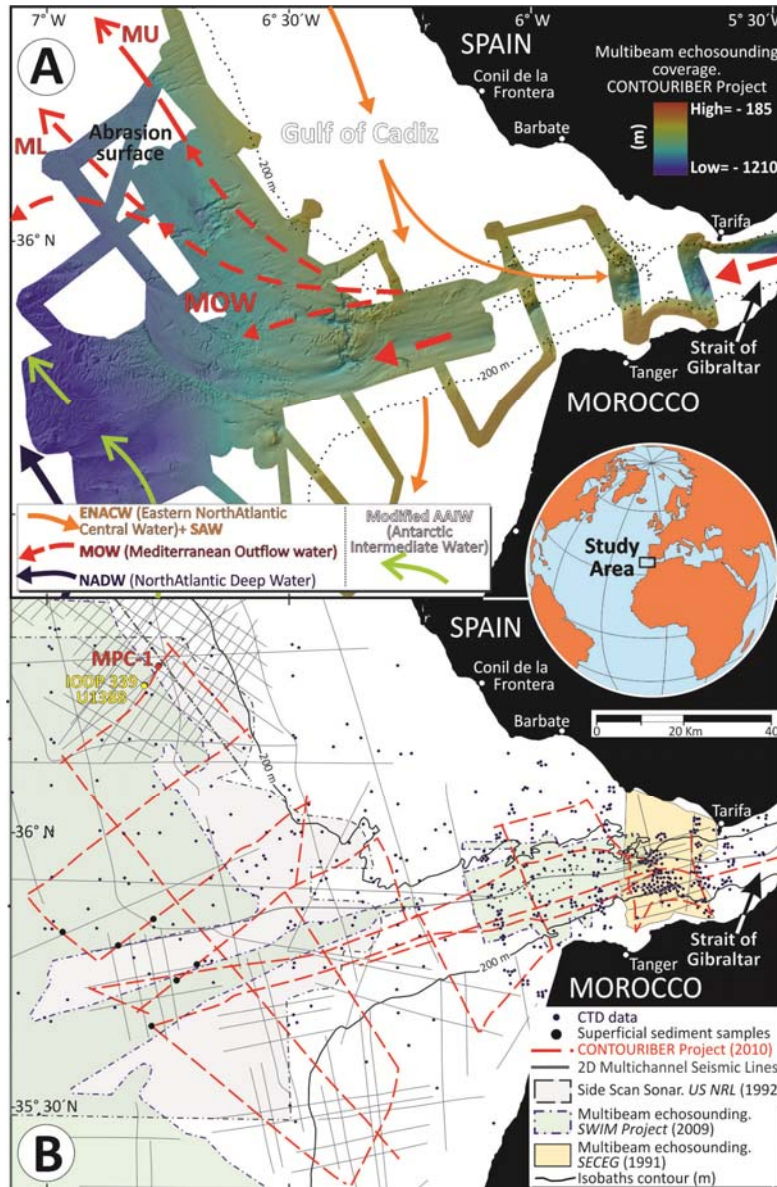 7° W
6° 30´
6° W
5° 30´
A
MU
SPAIN
Conil de la
Frontera
Multibeam echosounding
coverage.
CONTOURIBER Project
ML
Abrasion
surface
Gulf of Cadiz
Barbate
(m)
High= - 185
Low= - 1210
200 m
Tarifa
36° N
MOW
200 m
Strait of
Gibraltar
Tanger
MOROCCO
ENACW (Eastern NorthAtlantic
Central Water)+ SAW
MOW (Mediterranean Outflow water)
NADW (NorthAtlantic Deep Water)
Modified AAIW
(Antarctic
Intermediate Water)
Study
Area
SPAIN
MPC-1
IODP 339
U1388
Conil de la
Frontera
Barbate
0 20 Km 40
200 m
36° N
Tarifa
Strait of
Gibraltar
200 m
Tanger
MOROCCO
CTD data
Superficial sediment samples
CONTOURIBER Project (2010)
2D Multichannel Seismic Lines
Side Scan Sonar. US NRL (1992
Multibeam echosounding.
SWIM Project (2009)
Multibeam echosounding.
SECEG (1991)
Isobaths contour (m)
35° 30´ N
B